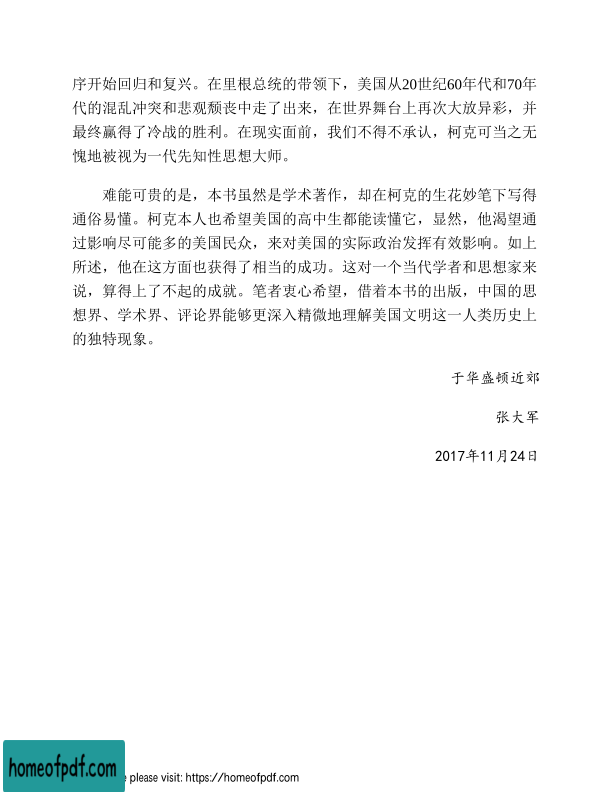 序开始回归和复兴。在里根总统的带领下，美国从20世纪60年代和70年
代的混乱冲突和悲观颓丧中走了出来，在世界舞台上再次大放异彩，并
最终赢得了冷战的胜利。在现实面前，我们不得不承认，柯克可当之无
愧地被视为一代先知性思想大师。
难能可贵的是，本书虽然是学术著作，却在柯克的生花妙笔下写得
通俗易懂。柯克本人也希望美国的高中生都能读懂它，显然，他渴望通
过影响尽可能多的美国民众，来对美国的实际政治发挥有效影响。如上
所述，他在这方面也获得了相当的成功。这对一个当代学者和思想家来
说，算得上了不起的成就。笔者衷心希望，借着本书的出版，中国的思
想界、学术界、评论界能够更深入精微地理解美国文明这一人类历史上
的独特现象。
于华盛顿近郊
张大军
2017年11月24日
homeofpdf.com
e please visit: https://homeofpdf.com